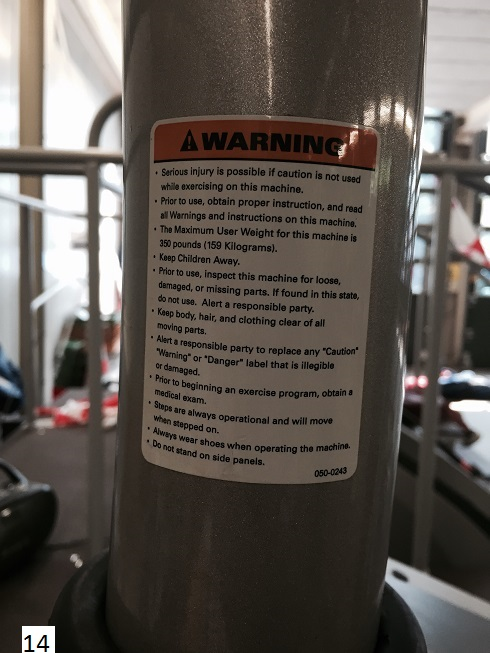 WARNING
• Serious injury is possible if caution is not used
while exercising on this machine.
• Prior to use, obtain proper instruction, and read
all Warnings and instructions on this machine.
• The Maximum User Weight for this machine is
350 pounds (159 Kilograms).
• Keep Children Away.
• Prior to use, inspect this machine for loose,
damaged, or missing parts. If found in this state,
do not use. Alert a responsible party.
• Keep body, hair, and clothing clear of all
moving parts.
• Alert a responsible party to replace any "Caution"
"Warning" or "Danger" label that is illegible
or damaged.
• Prior to beginning an exercise program, obtain a
medical exam.
• Steps are always operational and will move
when stepped on.
• Always wear shoes when operating the machine.
• Do not stand on side panels.
050-0243
14